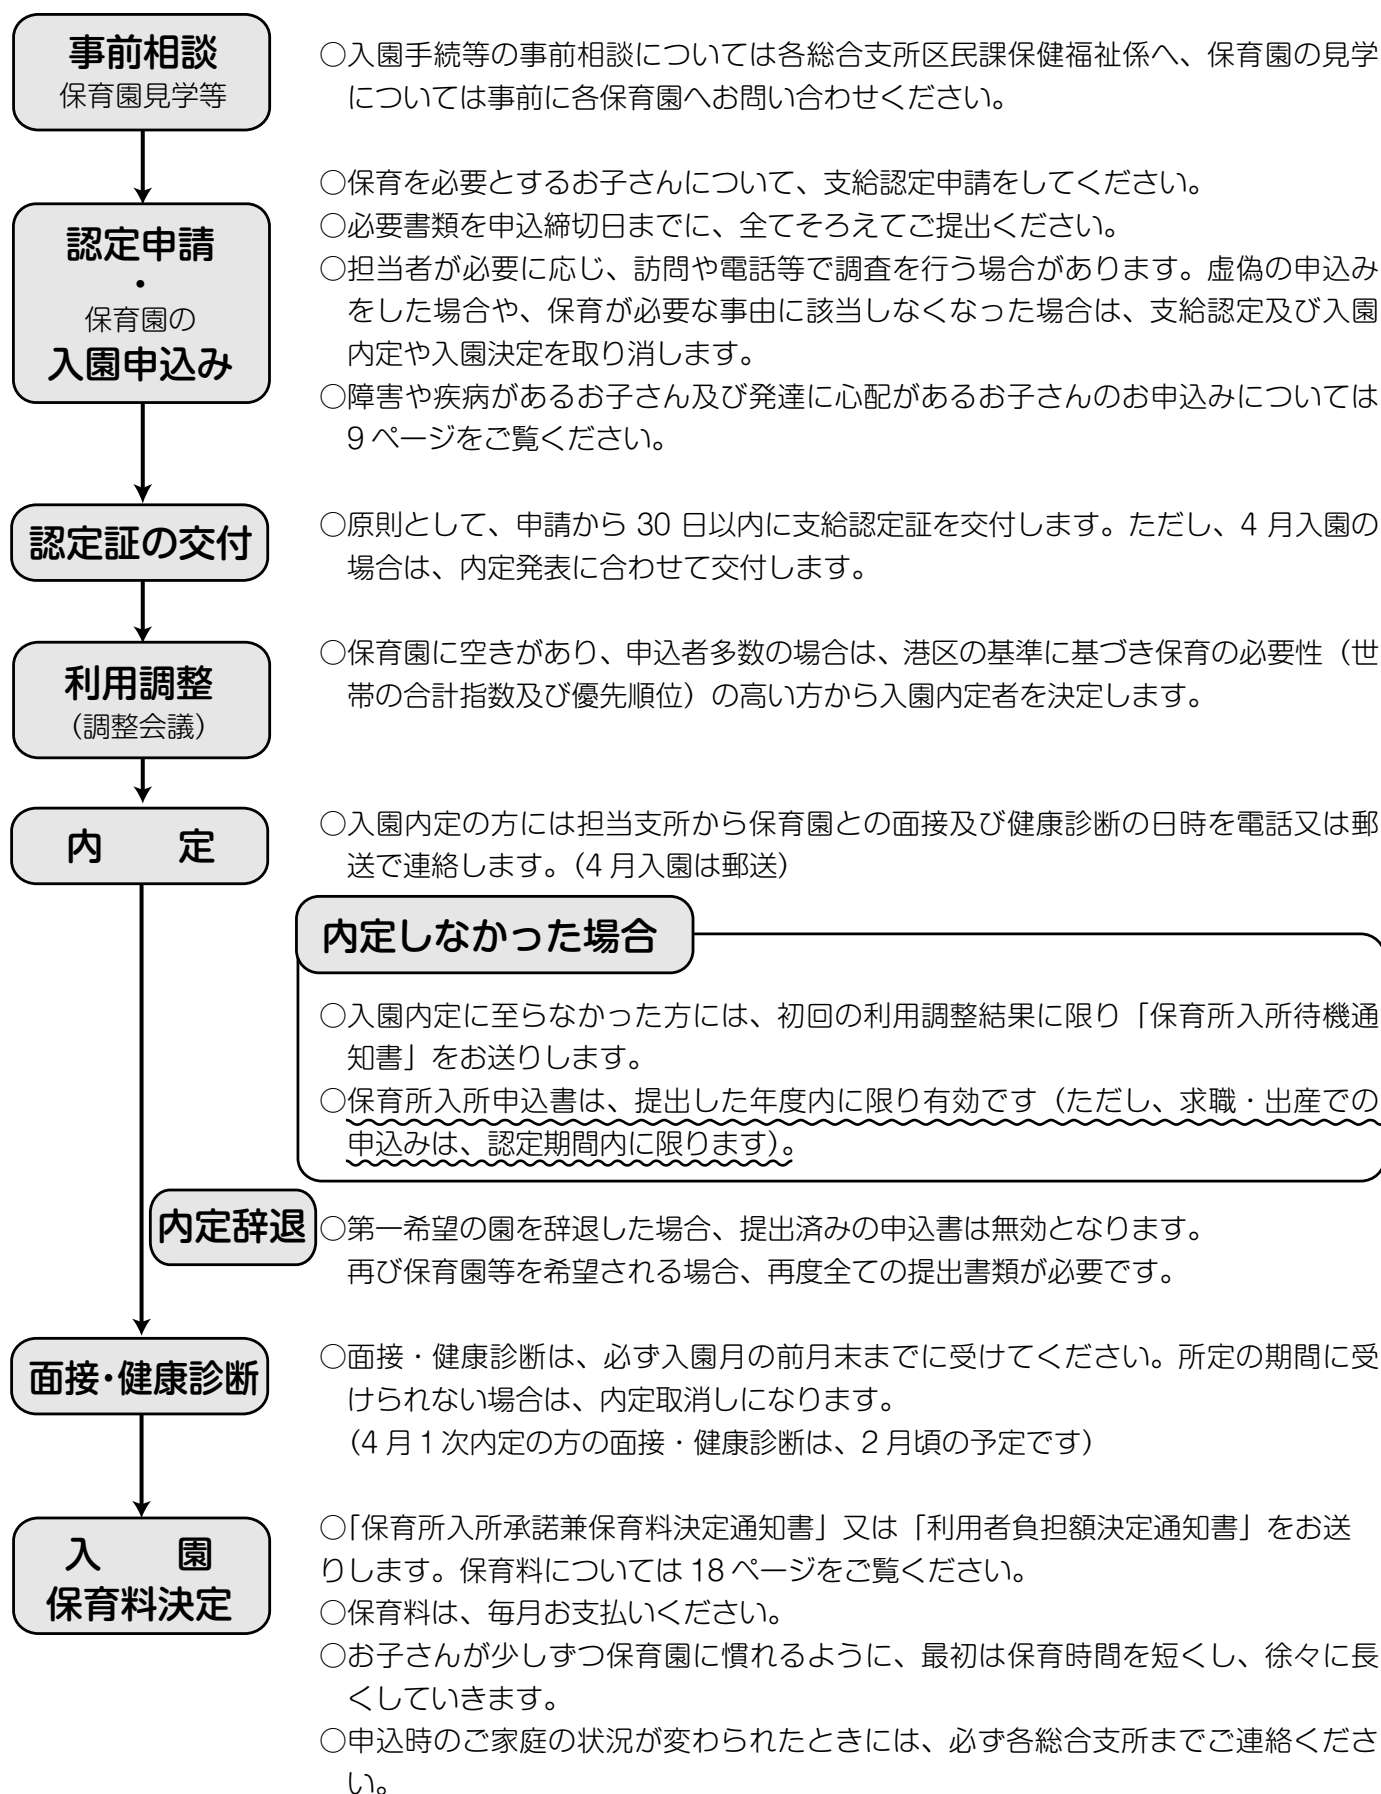 事前相談
保育園見学等
○入園手続等の事前相談については各総合支所区民課保健福祉係へ、保育園の見学
については事前に各保育園へお問い合わせください。
認定申請
・
保育園の
入園申込み
○保育を必要とするお子さんについて、支給認定申請をしてください。
○必要書類を申込締切日までに、全てそろえてご提出ください。
○担当者が必要に応じ、訪問や電話等で調査を行う場合があります。虚偽の申込み
をした場合や、保育が必要な事由に該当しなくなった場合は、支給認定及び入園
内定や入園決定を取り消します。
○障害や疾病があるお子さん及び発達に心配があるお子さんのお申込みについては
9ページをご覧ください。
認定証の交付
○原則として、申請から 30 日以内に支給認定証を交付します。ただし、4 月入園の
場合は、内定発表に合わせて交付します。
利用調整
（調整会議）
○保育園に空きがあり、申込者多数の場合は、港区の基準に基づき保育の必要性（世
帯の合計指数及び優先順位）の高い方から入園内定者を決定します。
内　定
○入園内定の方には担当支所から保育園との面接及び健康診断の日時を電話又は郵
送で連絡します。（4 月入園は郵送）
内定しなかった場合
○入園内定に至らなかった方には、初回の利用調整結果に限り「保育所入所待機通
知書」をお送りします。
○保育所入所申込書は、提出した年度内に限り有効です（ただし、求職・出産での
申込みは、認定期間内に限ります）。
内定辞退
○第一希望の園を辞退した場合、提出済みの申込書は無効となります。
再び保育園等を希望される場合、再度全ての提出書類が必要です。
面接・健康診断
○面接・健康診断は、必ず入園月の前月末までに受けてください。所定の期間に受
けられない場合は、内定取消しになります。
（4 月 1 次内定の方の面接・健康診断は、2 月頃の予定です）
入　園
保育料決定
○「保育所入所承諾兼保育料決定通知書」又は「利用者負担額決定通知書」をお送
りします。保育料については 18 ページをご覧ください。
○保育料は、毎月お支払いください。
○お子さんが少しずつ保育園に慣れるように、最初は保育時間を短くし、徐々に長
くしていきます。
○申込時のご家庭の状況が変わられたときには、必ず各総合支所までご連絡くださ
い。